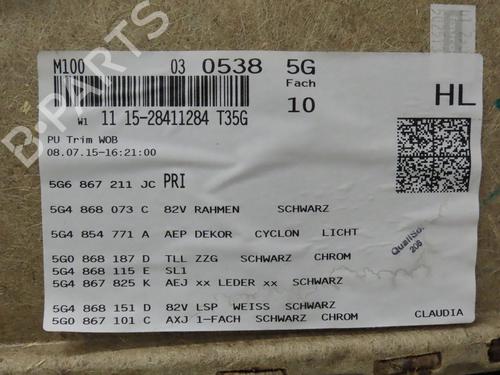 M100 03 0538 5G
Fach
10
HL
W1 11 15-28411284 T35G
PU Trim WOB
08.07.15-16:21:00
5G6 867 211 JC PRI
5G4 868 073 C 82V RAHMEN SCHWARZ
5G4 854 771 A AEP DEKOR CYCLON LICHT
5G0 868 187 D TLL ZZG SCHWARZ CHROM
5G4 868 115 E SL1
5G4 867 825 K AEJ xx LEDER xx SCHWARZ
5G4 868 151 D 82V LSP WEISS SCHWARZ
5G0 867 101 C AXJ 1-FACH SCHWARZ CHROM
CLAUDIA
208
B-PARTS